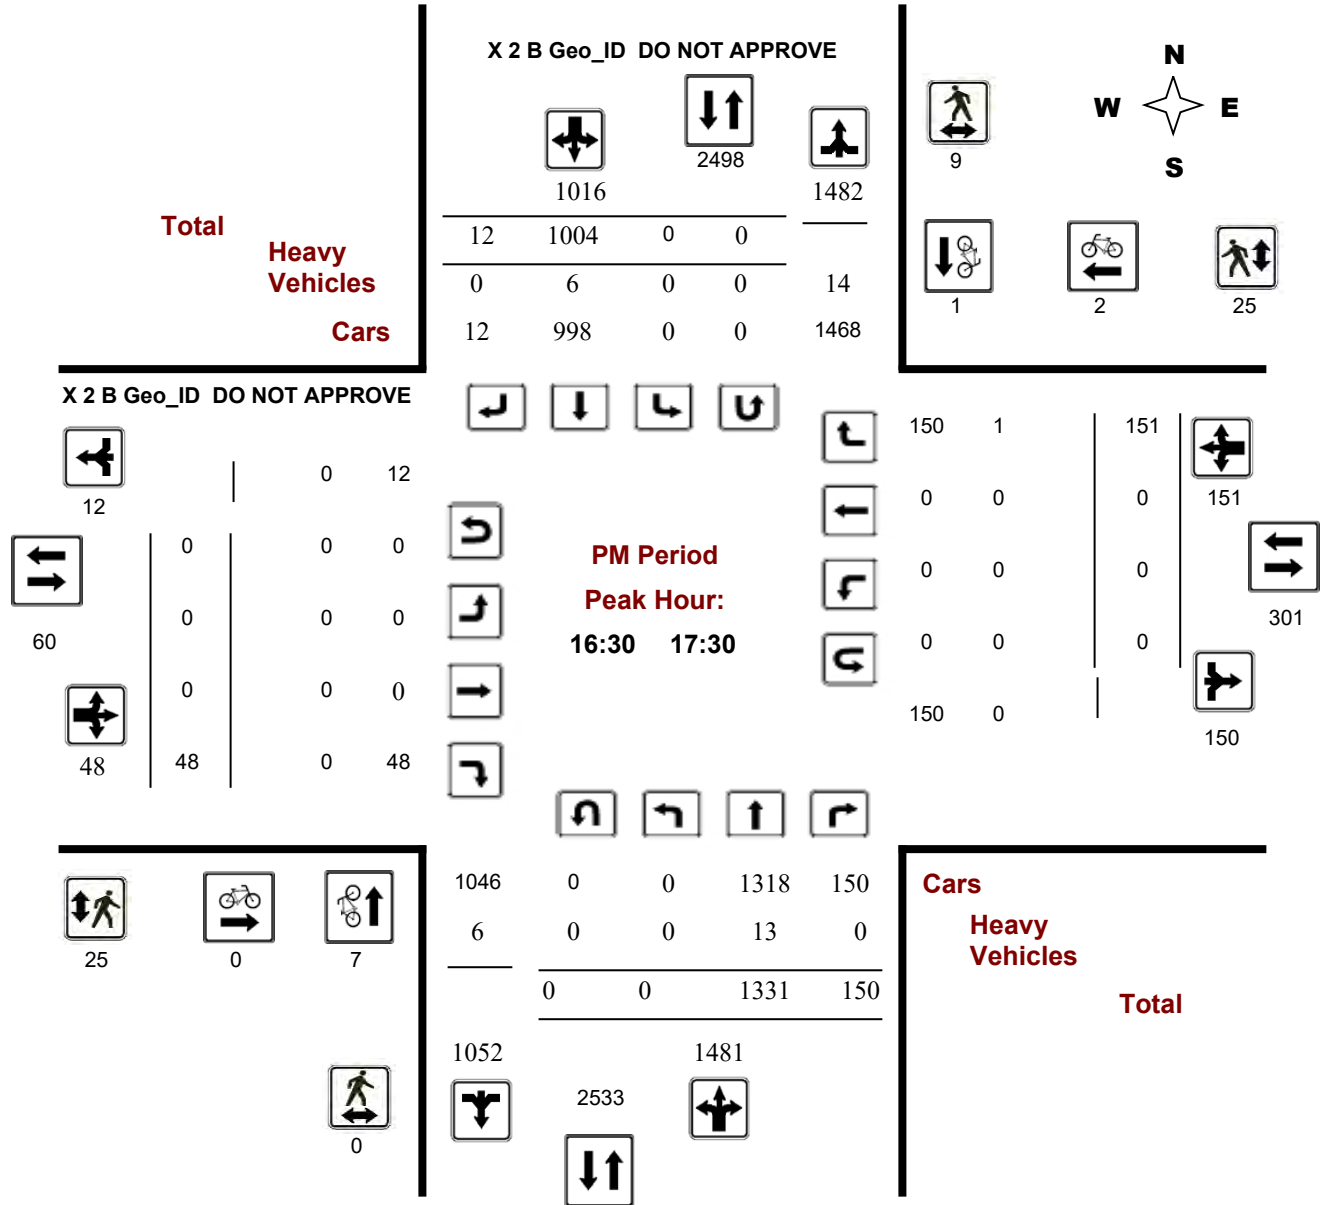 X 2 B Geo_ID DO NOT APPROVE
N
W E
S
2498
9
1016 1482
Total
12 1004 0 0
Heavy
Vehicles
0 6 0 0 14
1 2 25
Cars
12 998 0 0 1468
X 2 B Geo_ID DO NOT APPROVE
150 1 151
0 12
12
0 0 0 151
0 0 0
PM Period
0 0 0
Peak Hour:
0 0 0
301
60
16:30 17:30
0 0 0
0 0 0
150 0
150
48 48 0 48
1046 0 0 1318 150
Cars
6 0 0 13 0
Heavy
Vehicles
25 0 7
0 0 1331 150
Total
1052 1481
2533
0